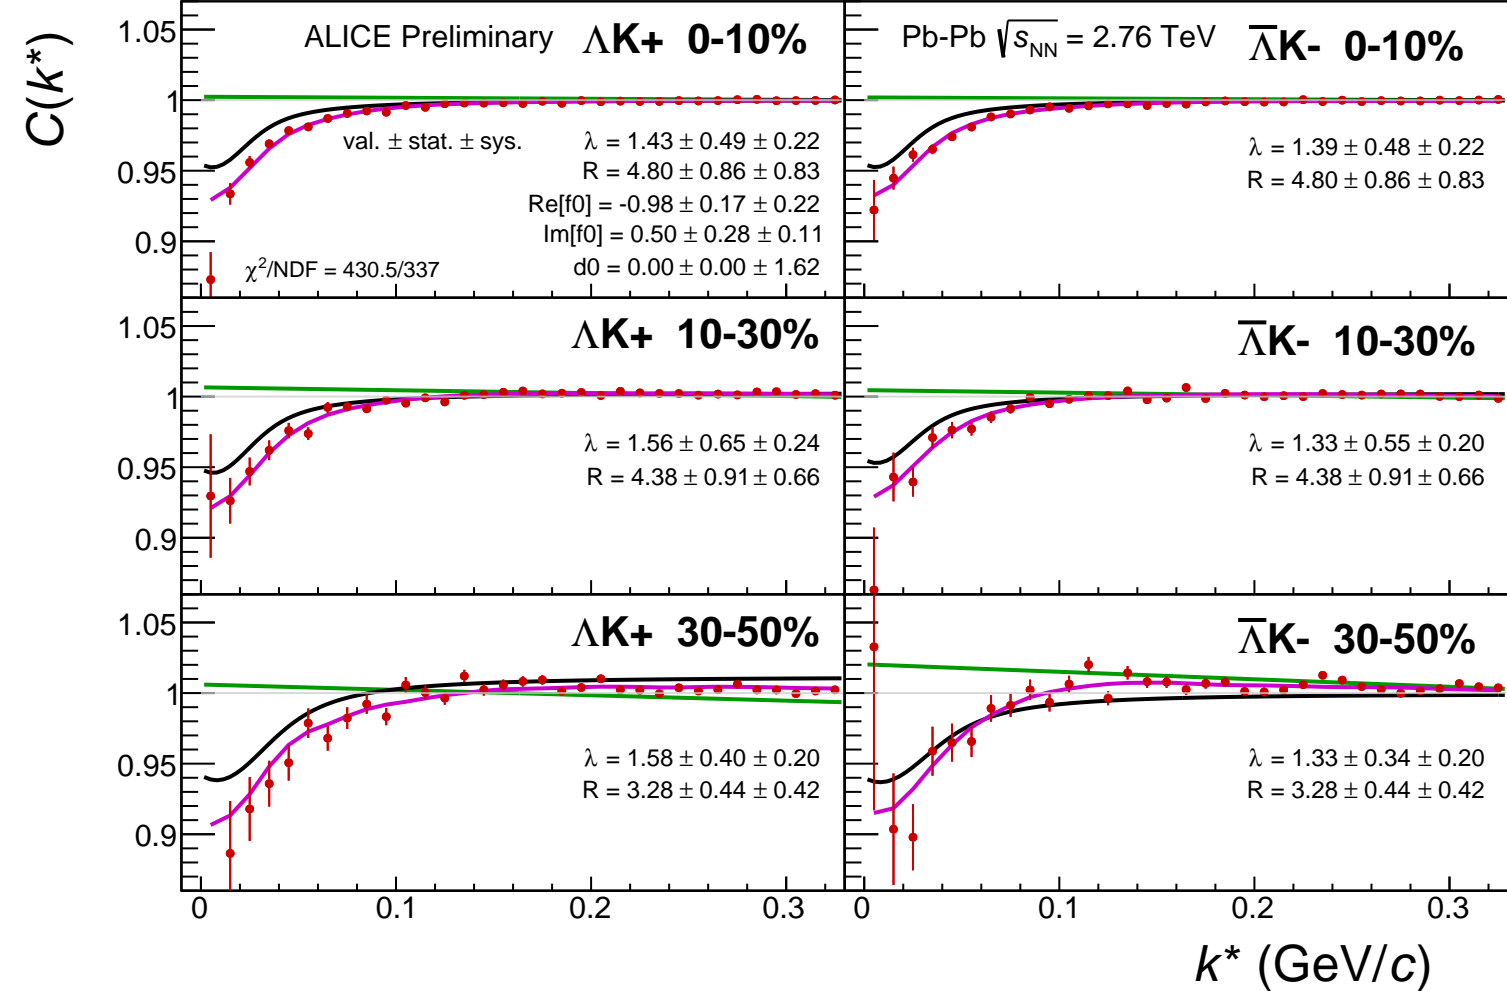 C(k*)
ALICE Preliminary ΛK+ 0-10%
val. ± stat. ± sys.
λ = 1.43 ± 0.49 ± 0.22
R = 4.80 ± 0.86 ± 0.83
Re[f0] = -0.98 ± 0.17 ± 0.22
Im[f0] = 0.50 ± 0.28 ± 0.11
d0 = 0.00 ± 0.00 ± 1.62
χ²/NDF = 430.5/337
1.05
1
0.95
0.9
Pb-Pb √s_NN = 2.76 TeV
Λ̅K- 0-10%
λ = 1.39 ± 0.48 ± 0.22
R = 4.80 ± 0.86 ± 0.83
ΛK+ 10-30%
λ = 1.56 ± 0.65 ± 0.24
R = 4.38 ± 0.91 ± 0.66
1.05
1
0.95
0.9
Λ̅K- 10-30%
λ = 1.33 ± 0.55 ± 0.20
R = 4.38 ± 0.91 ± 0.66
ΛK+ 30-50%
λ = 1.58 ± 0.40 ± 0.20
R = 3.28 ± 0.44 ± 0.42
1.05
1
0.95
0.9
Λ̅K- 30-50%
λ = 1.33 ± 0.34 ± 0.20
R = 3.28 ± 0.44 ± 0.42
0 0.1 0.2 0.3
0 0.1 0.2 0.3
k* (GeV/c)